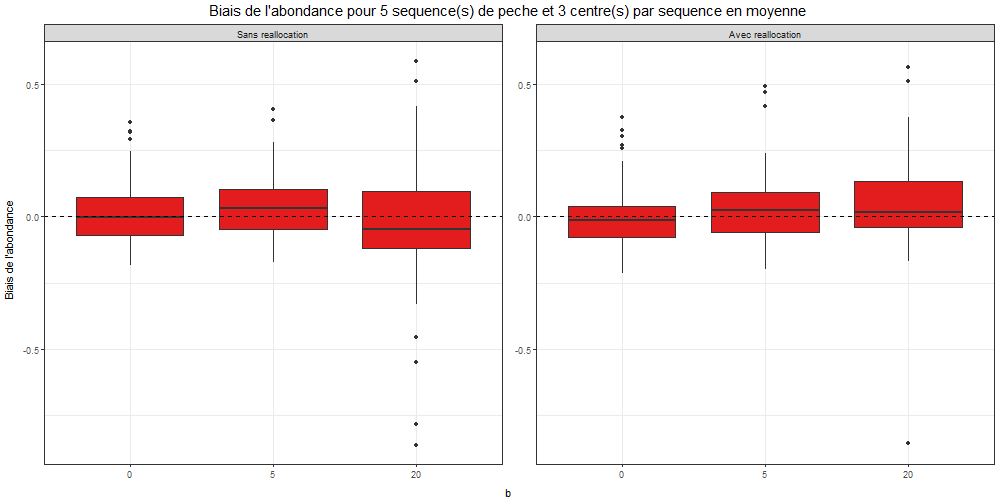 Biais de l'abondance pour 5 sequence(s) de peche et 3 centre(s) par sequence en moyenne
Sans reallocation
Avec reallocation
Biais de l'abondance
0.5
0.0
-0.5
0.5
0.0
-0.5
0 5 20
0 5 20
b